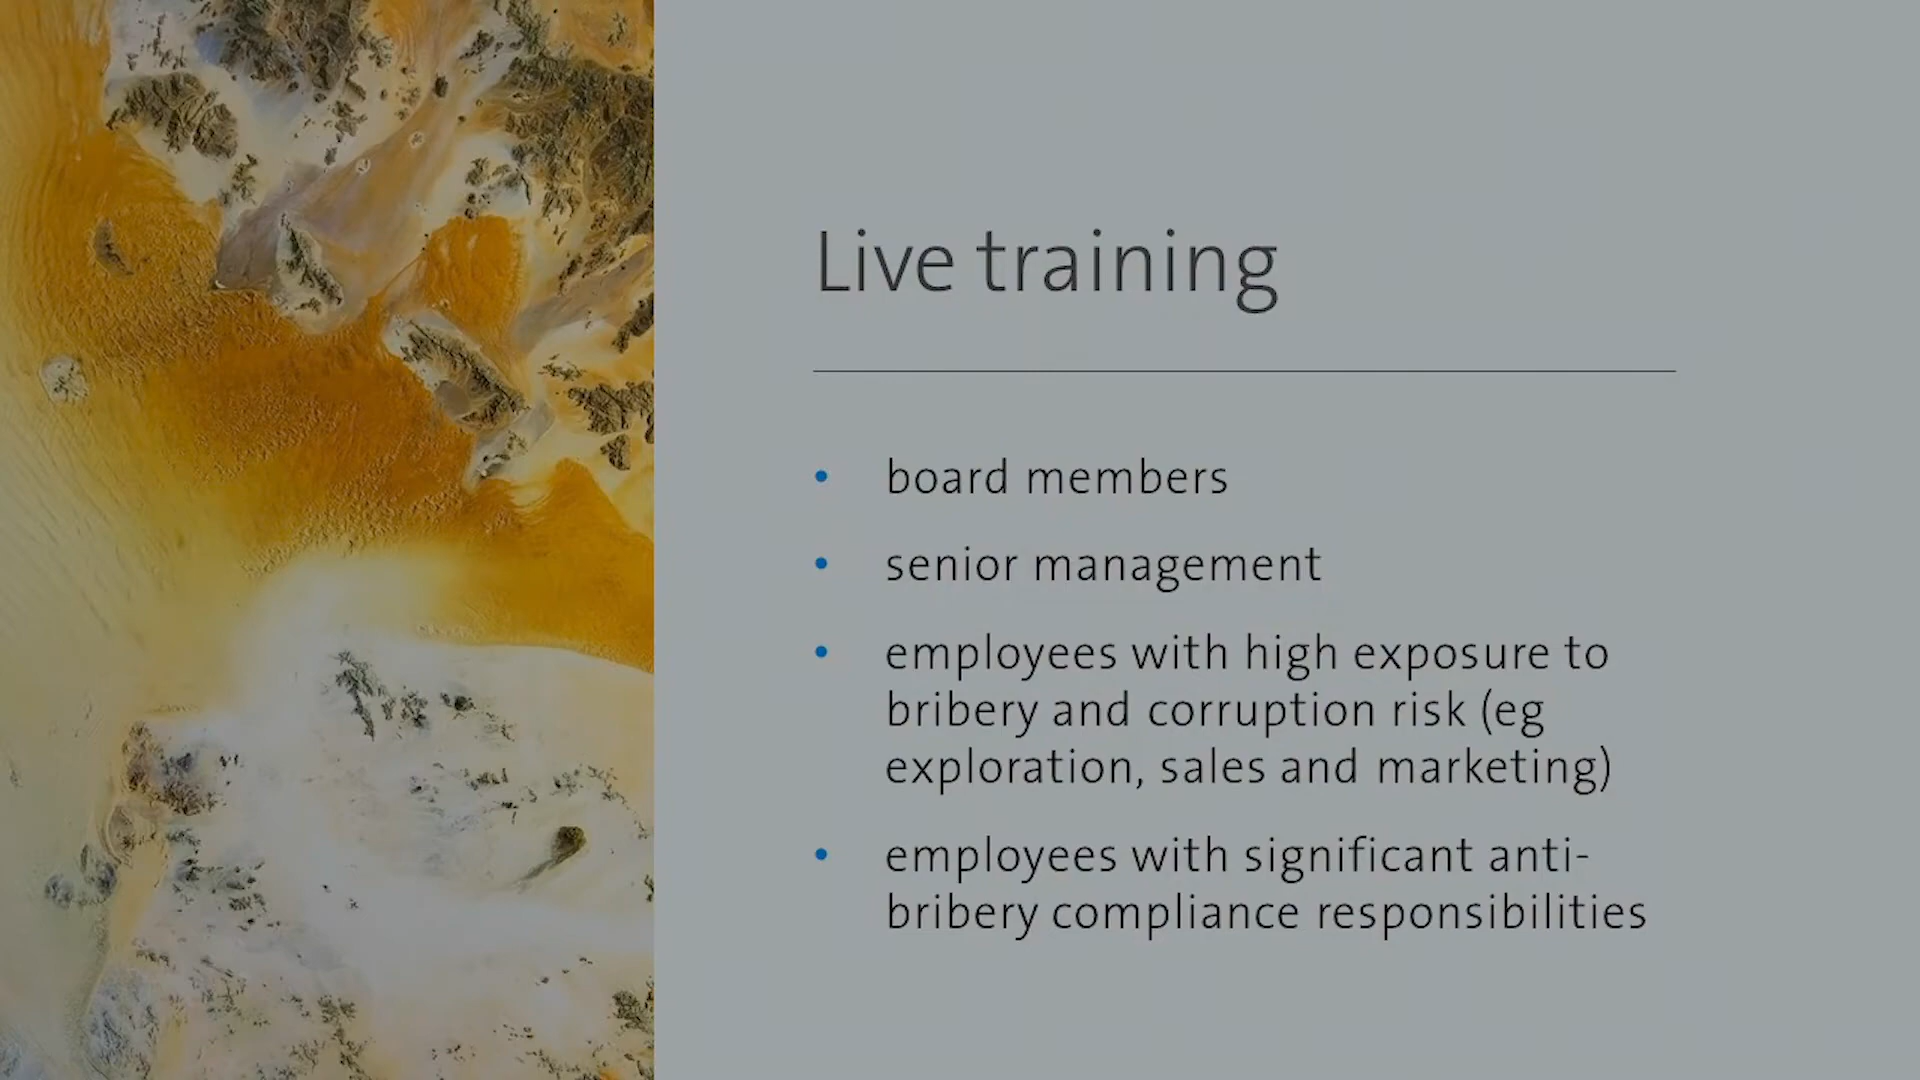 Live training
• board members
• senior management
• employees with high exposure to
bribery and corruption risk (eg
exploration, sales and marketing)
• employees with significant anti-
bribery compliance responsibilities